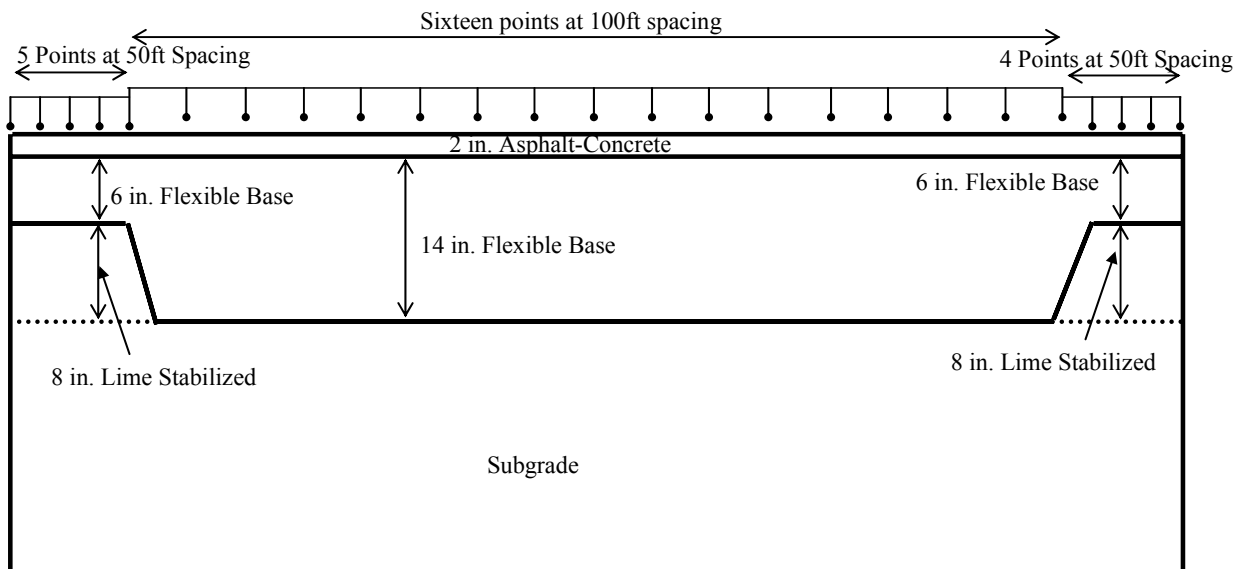 Sixteen points at 100ft spacing
5 Points at 50ft Spacing
4 Points at 50ft Spacing
2 in. Asphalt-Concrete
6 in. Flexible Base
6 in. Flexible Base
14 in. Flexible Base
8 in. Lime Stabilized
8 in. Lime Stabilized
Subgrade